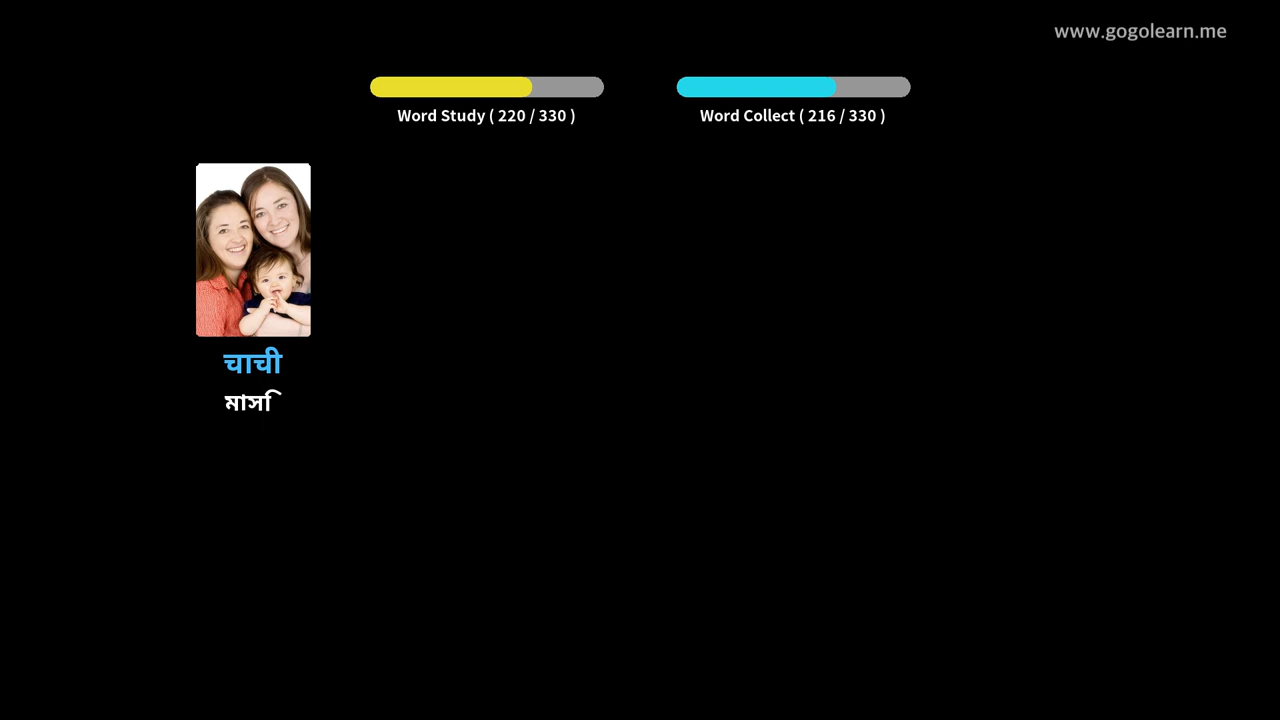 www.gogolearn.me
Word Study ( 220 / 330 )
Word Collect ( 216 / 330 )
चाची
মাসি